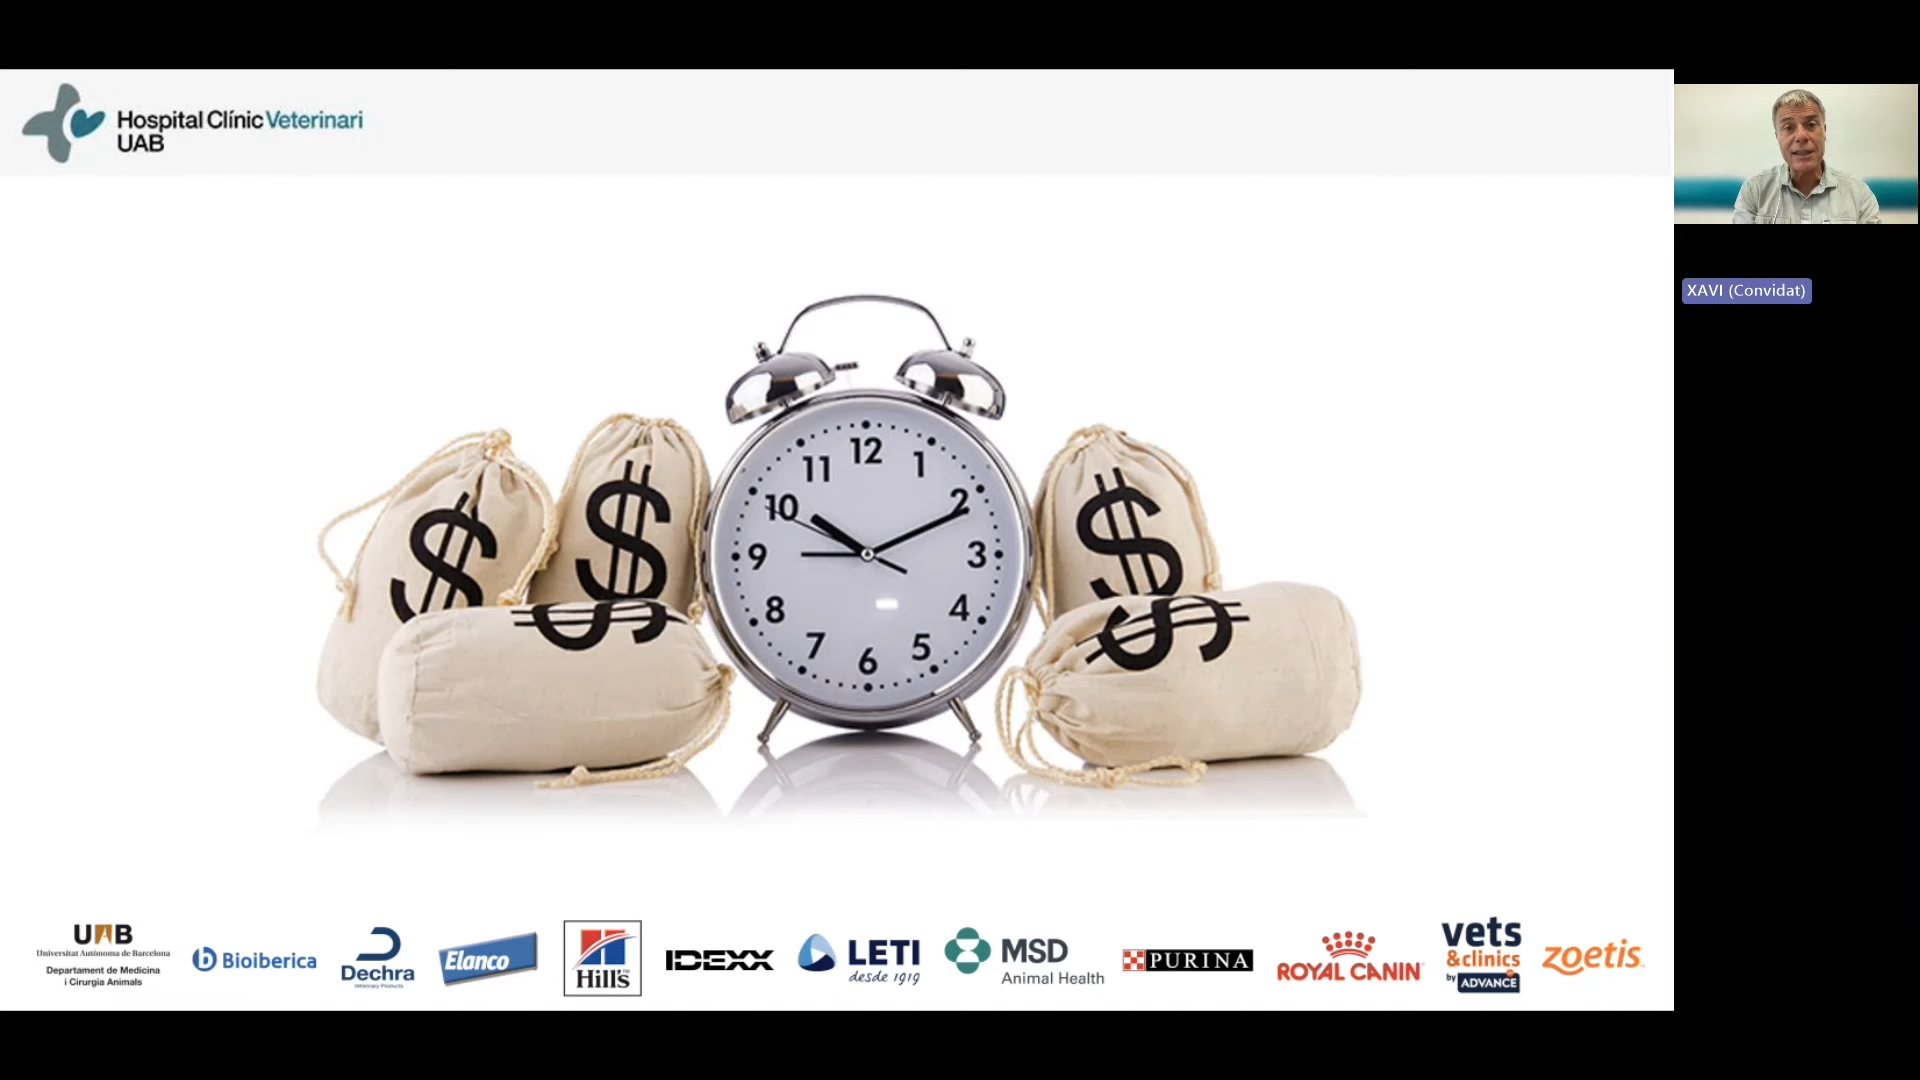 Hospital Clínic Veterinari
UAB
XAVI (Convidat)
$
$
$
$
$
12
1
2
3
4
5
6
7
8
9
10
11
UAB
Universitat Autònoma de Barcelona
Departament de Medicina
i Cirurgia Animals
Bioiberica
Dechra
Veterinary Products
Elanco
Hill's
IDEXX
LETI
desde 1919
MSD
Animal Health
PURINA
ROYAL CANIN
vets
&clinics
by ADVANCE
zoetis